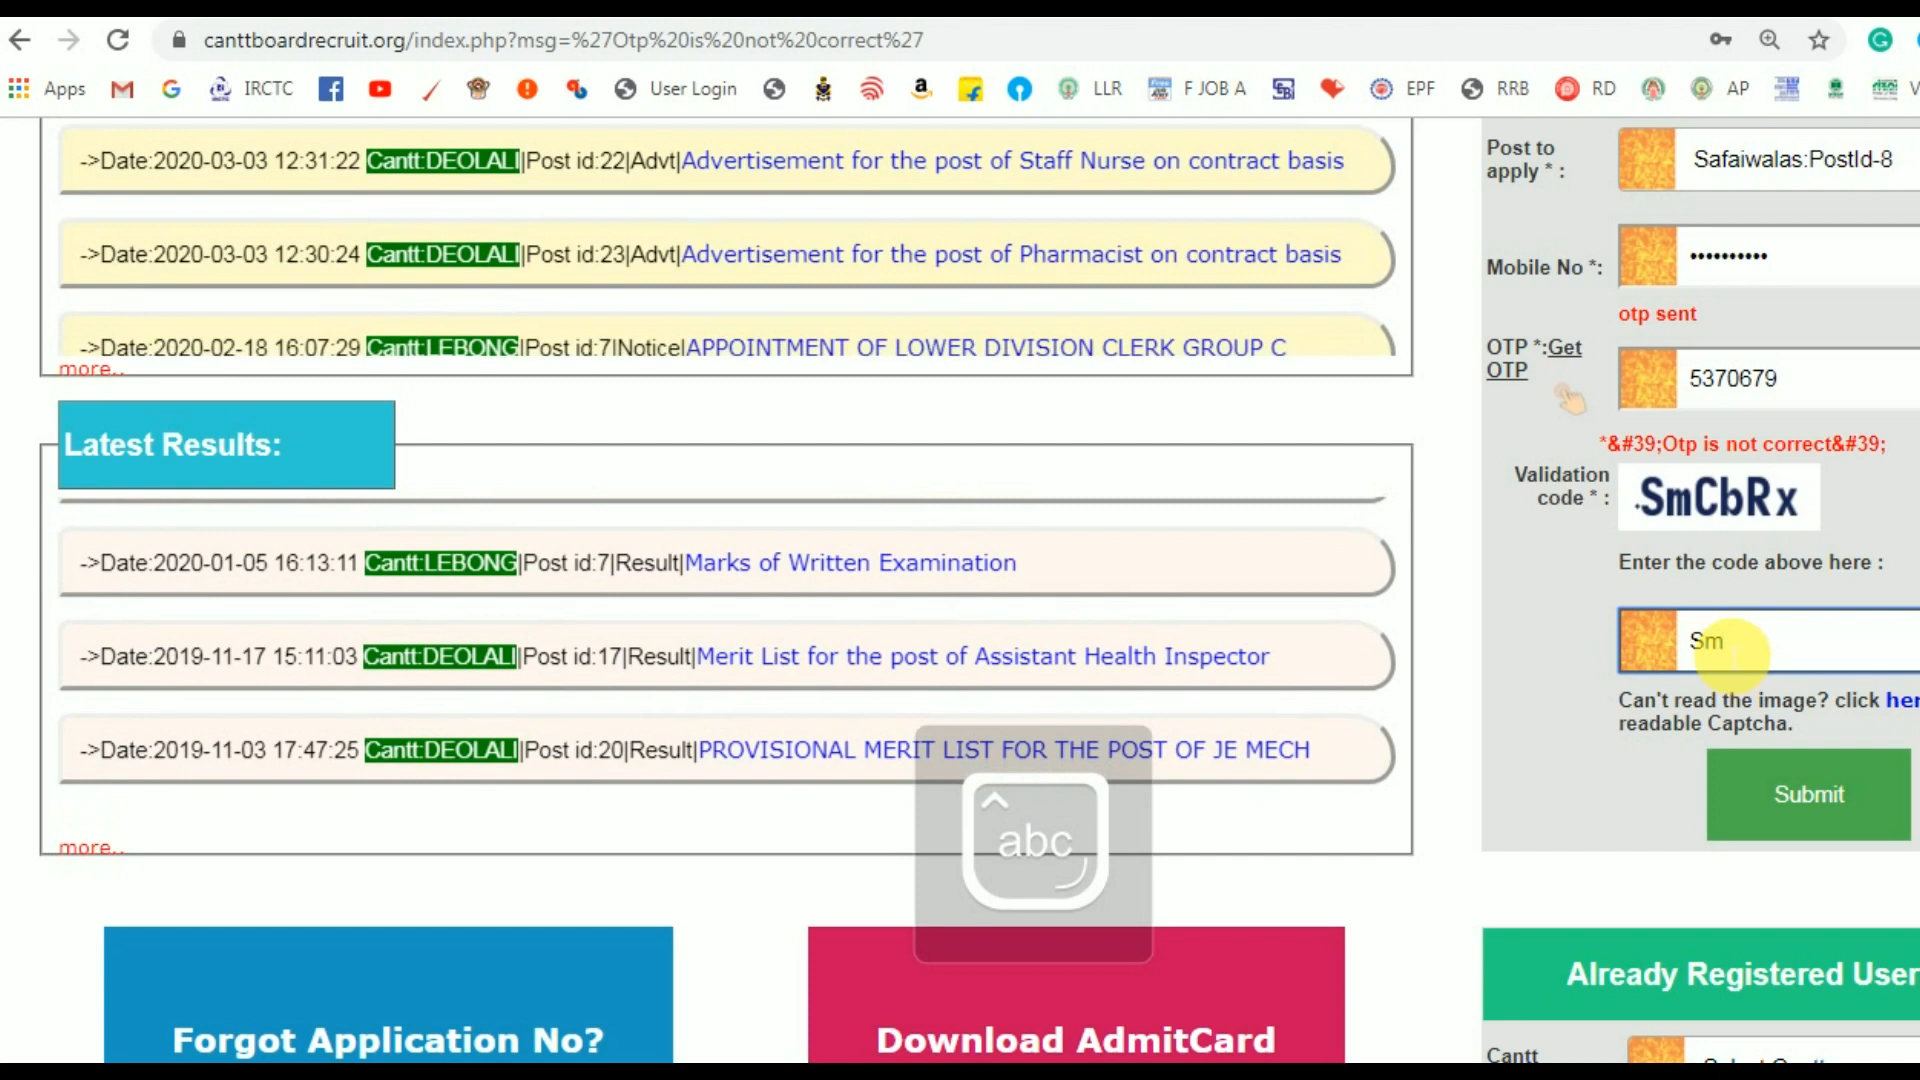 canttboardrecruit.org/index.php?msg=%27Otp%20is%20not%20correct%27
Apps IRCTC User Login LLR F JOB A EPF RRB RD AP
->Date:2020-03-03 12:31:22 Cantt:DEOLALI|Post id:22|Advt|Advertisement for the post of Staff Nurse on contract basis
->Date:2020-03-03 12:30:24 Cantt:DEOLALI|Post id:23|Advt|Advertisement for the post of Pharmacist on contract basis
->Date:2020-02-18 16:07:29 Cantt:LEBONG|Post id:7|Notice|APPOINTMENT OF LOWER DIVISION CLERK GROUP C
more..
Latest Results:
->Date:2020-01-05 16:13:11 Cantt:LEBONG|Post id:7|Result|Marks of Written Examination
->Date:2019-11-17 15:11:03 Cantt:DEOLALI|Post id:17|Result|Merit List for the post of Assistant Health Inspector
->Date:2019-11-03 17:47:25 Cantt:DEOLALI|Post id:20|Result|PROVISIONAL MERIT LIST FOR THE POST OF JE MECH
more..
abc
Forgot Application No?
Download AdmitCard
Post to
apply * :
Safaiwalas:PostId-8
Mobile No *:
••••••••••
otp sent
OTP *:Get
OTP
5370679
*&#39;Otp is not correct&#39;
Validation
code * :
SmCbRx
Enter the code above here :
Sm
Can't read the image? click her
readable Captcha.
Submit
Already Registered User
Cantt